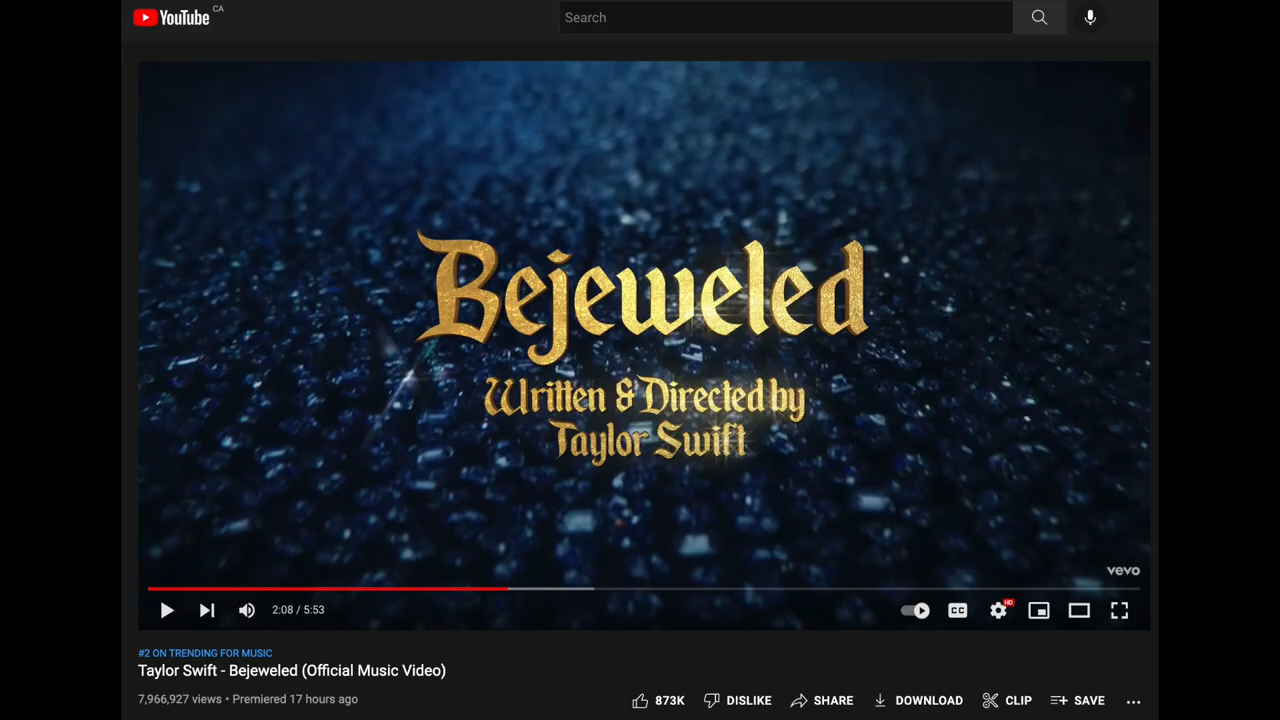 YouTube CA
Search
Bejeweled
Written & Directed by
Taylor Swift
vevo
2:08 / 5:53
CC
HD
#2 ON TRENDING FOR MUSIC
Taylor Swift - Bejeweled (Official Music Video)
7,966,927 views • Premiered 17 hours ago
873K DISLIKE SHARE DOWNLOAD CLIP SAVE ...